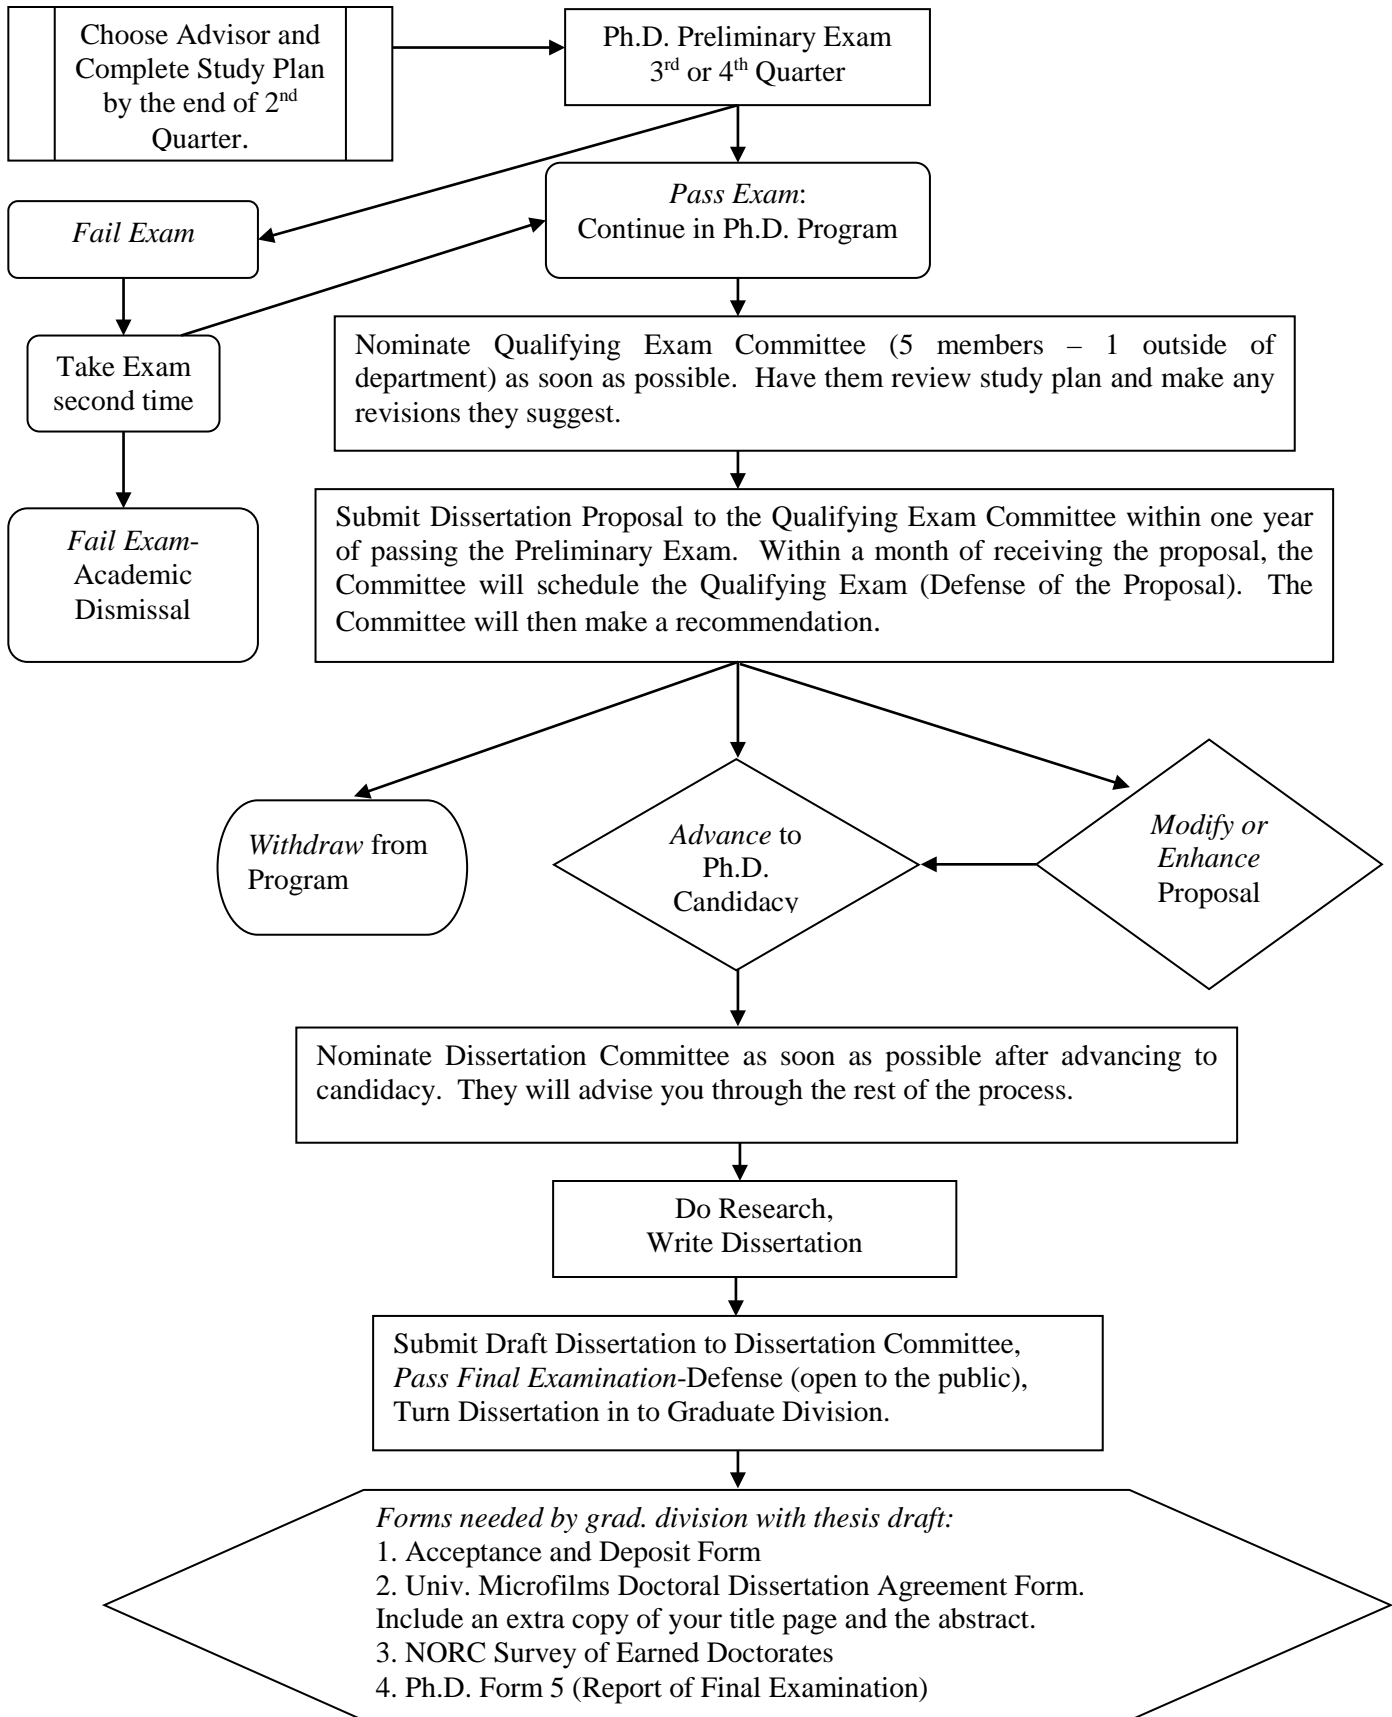 Choose Advisor and
Complete Study Plan
by the end of 2nd
Quarter.
Ph.D. Preliminary Exam
3rd or 4th Quarter
Fail Exam
Pass Exam:
Continue in Ph.D. Program
Take Exam
second time
Nominate Qualifying Exam Committee (5 members – 1 outside of
department) as soon as possible. Have them review study plan and make any
revisions they suggest.
Fail Exam-
Academic
Dismissal
Submit Dissertation Proposal to the Qualifying Exam Committee within one year
of passing the Preliminary Exam. Within a month of receiving the proposal, the
Committee will schedule the Qualifying Exam (Defense of the Proposal). The
Committee will then make a recommendation.
Withdraw from
Program
Advance to
Ph.D.
Candidacy
Modify or
Enhance
Proposal
Nominate Dissertation Committee as soon as possible after advancing to
candidacy. They will advise you through the rest of the process.
Do Research,
Write Dissertation
Submit Draft Dissertation to Dissertation Committee,
Pass Final Examination-Defense (open to the public),
Turn Dissertation in to Graduate Division.
Forms needed by grad. division with thesis draft:
1. Acceptance and Deposit Form
2. Univ. Microfilms Doctoral Dissertation Agreement Form.
Include an extra copy of your title page and the abstract.
3. NORC Survey of Earned Doctorates
4. Ph.D. Form 5 (Report of Final Examination)